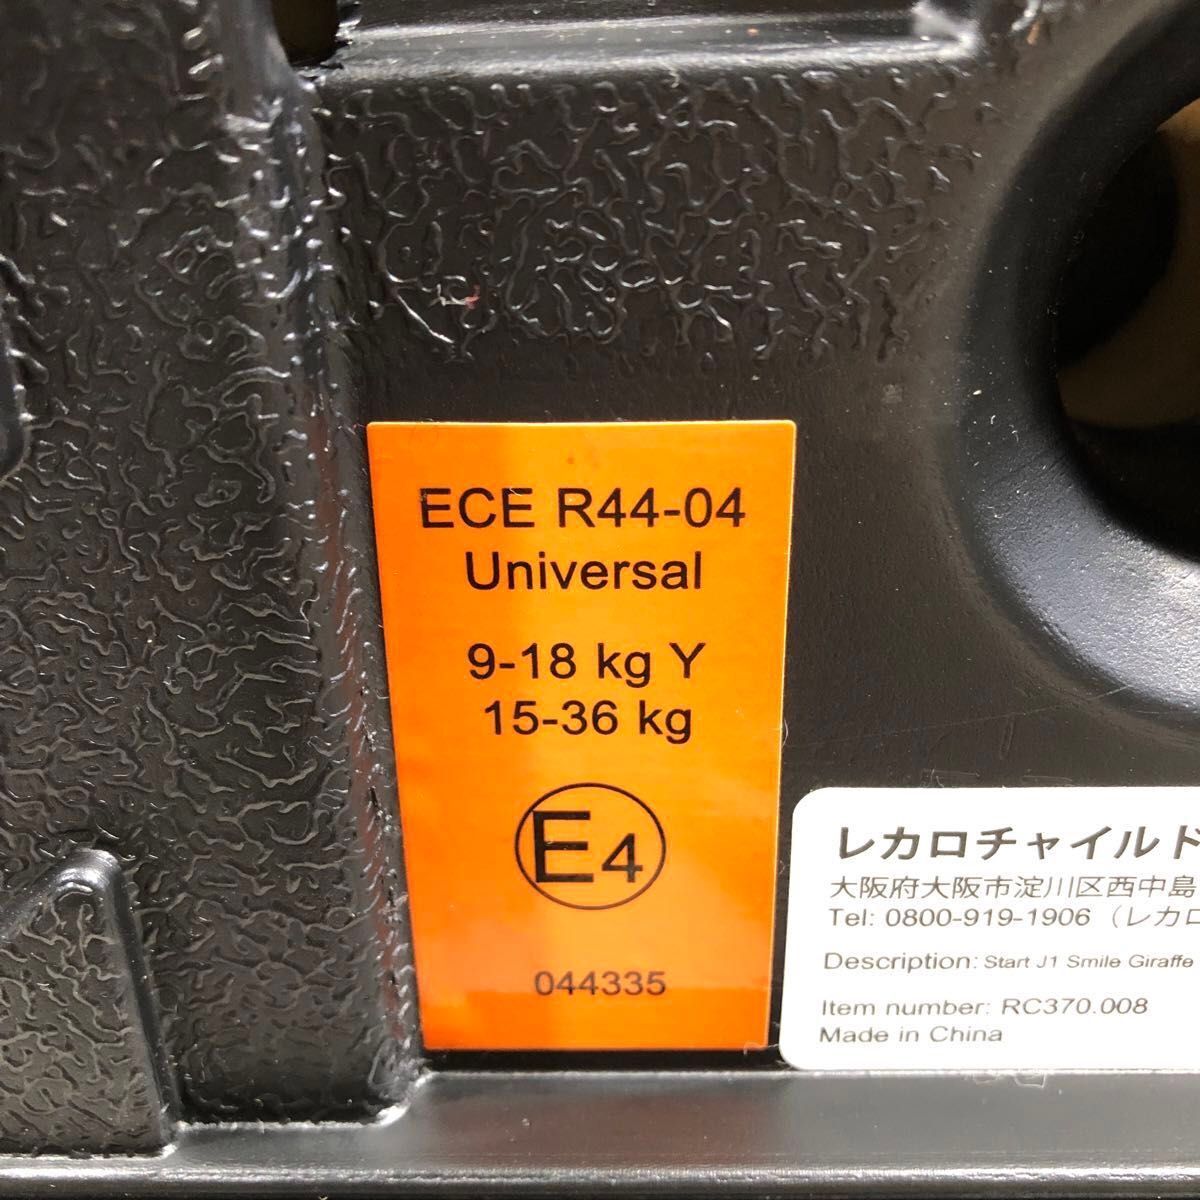 ECE R44-04
Universal
9-18 kg Y
15-36 kg
E4
044335
レカロチャイルド
大阪府大阪市淀川区西中島
Tel: 0800-919-1906（レカロ
Description: Start J1 Smile Giraffe
Item number: RC370.008
Made in China